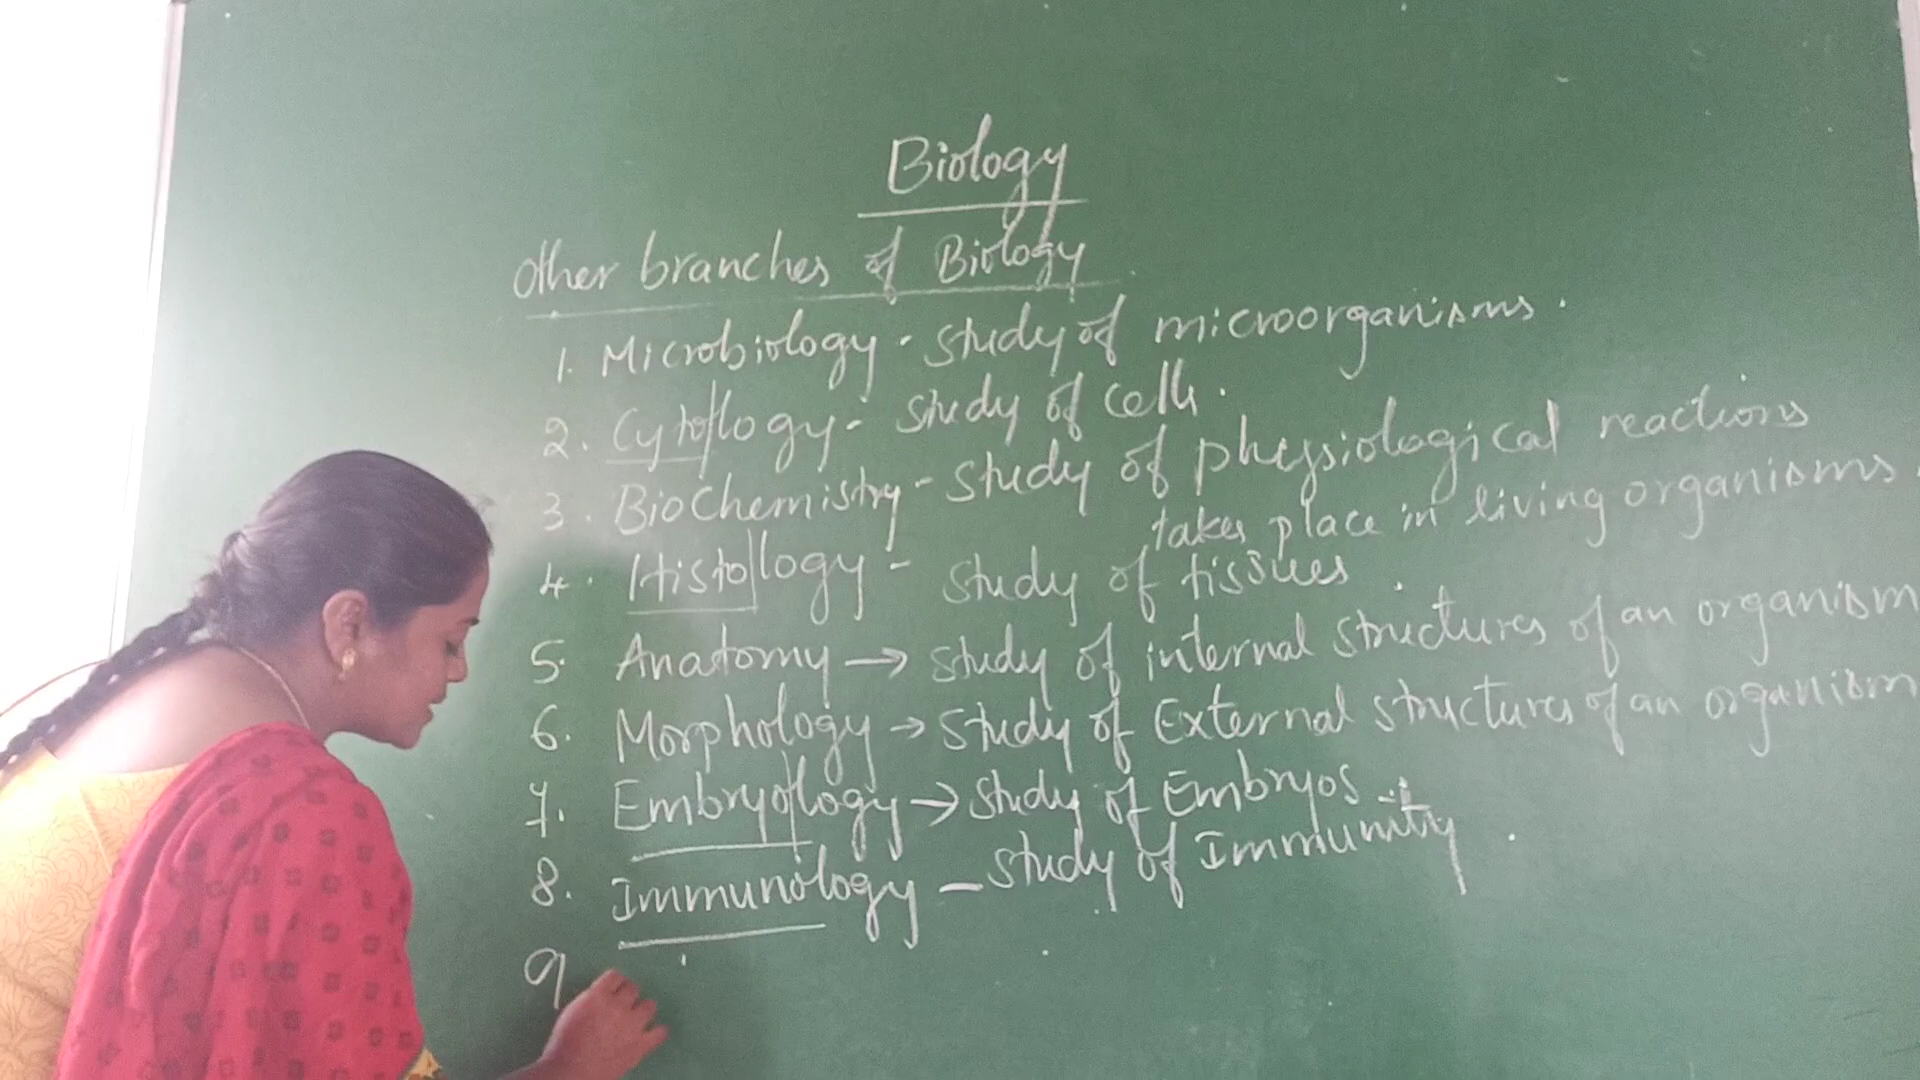 Biology
Other branches of Biology
1. Microbiology - Study of microorganisms.
2. Cytology - Study of cells.
3. BioChemistry - Study of physiological reactions
takes place in living organisms.
4. Histology - Study of tissues.
5. Anatomy → Study of internal structures of an organism
6. Morphology → Study of External structures of an organism
7. Embryology → Study of Embryos
8. Immunology - Study of Immunity.
9